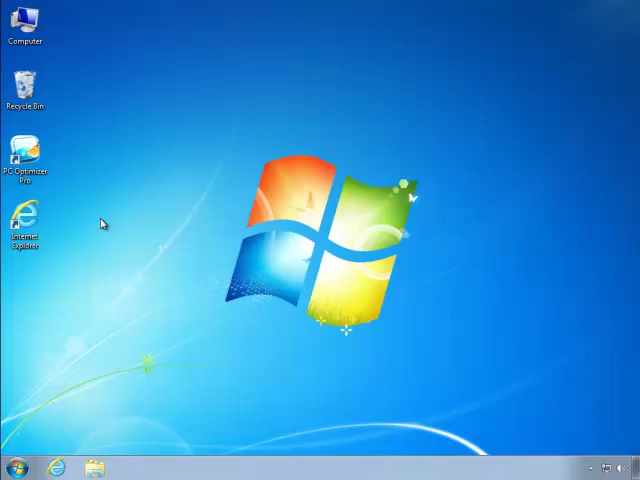 Computer
Recycle Bin
PC Optimizer
Pro
Internet
Explorer